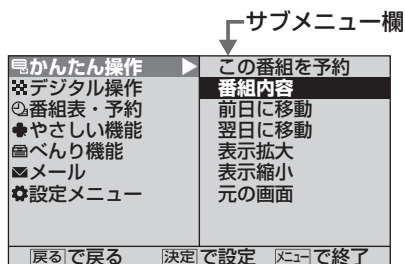 サブメニュー欄
かんたん操作
デジタル操作
番組表・予約
やさしい機能
べんり機能
メール
設定メニュー
この番組を予約
番組内容
前日に移動
翌日に移動
表示拡大
表示縮小
元の画面
戻るで戻る 決定で設定 メニューで終了